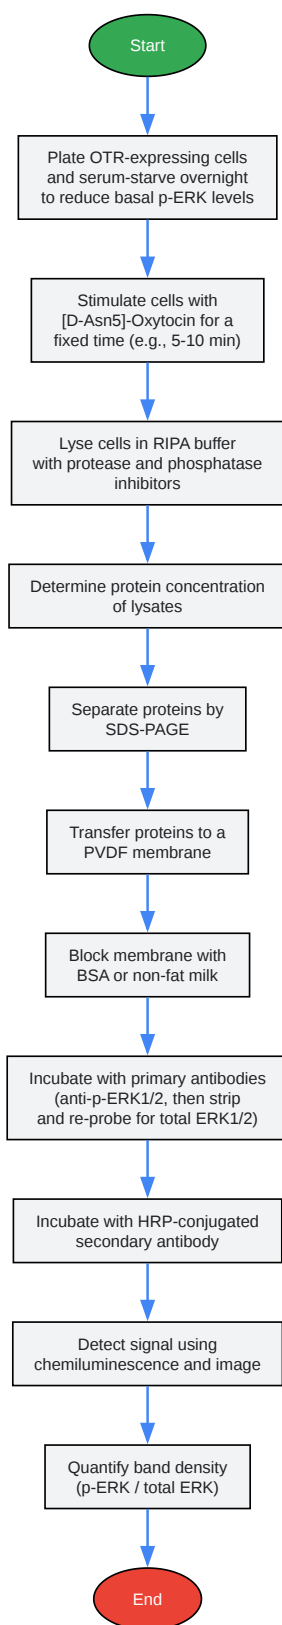 Start
Plate OTR-expressing cells
and serum-starve overnight
to reduce basal p-ERK levels
Stimulate cells with
[D-Asn5]-Oxytocin for a
fixed time (e.g., 5-10 min)
Lyse cells in RIPA buffer
with protease and phosphatase
inhibitors
Determine protein concentration
of lysates
Separate proteins by
SDS-PAGE
Transfer proteins to a
PVDF membrane
Block membrane with
BSA or non-fat milk
Incubate with primary antibodies
(anti-p-ERK1/2, then strip
and re-probe for total ERK1/2)
Incubate with HRP-conjugated
secondary antibody
Detect signal using
chemiluminescence and image
Quantify band density
(p-ERK / total ERK)
End